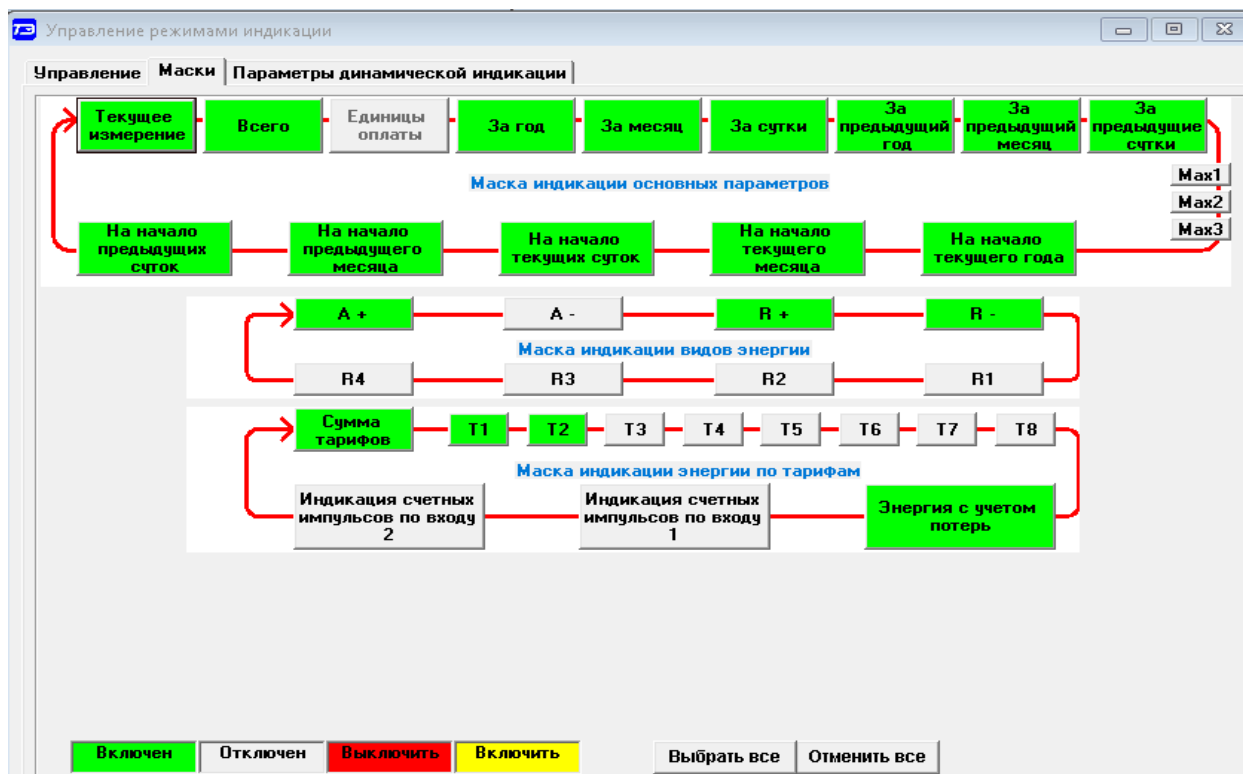 ТЭ Управление режимами индикации
Управление Маски Параметры динамической индикации
Текущее
измерение
Всего
Единицы
оплаты
За год
За месяц
За сутки
За
предыдущий
год
За
предыдущий
месяц
За
предыдущие
сутки
Маска индикации основных параметров
Max1
Max2
Max3
На начало
предыдущих
суток
На начало
предыдущего
месяца
На начало
текущих суток
На начало
текущего
месяца
На начало
текущего года
A +
A -
R +
R -
Маска индикации видов энергии
R4
R3
R2
R1
Сумма
тарифов
T1
T2
T3
T4
T5
T6
T7
T8
Маска индикации энергии по тарифам
Индикация счетных
импульсов по входу
2
Индикация счетных
импульсов по входу
1
Энергия с учетом
потерь
Включен
Отключен
Выключить
Включить
Выбрать все
Отменить все